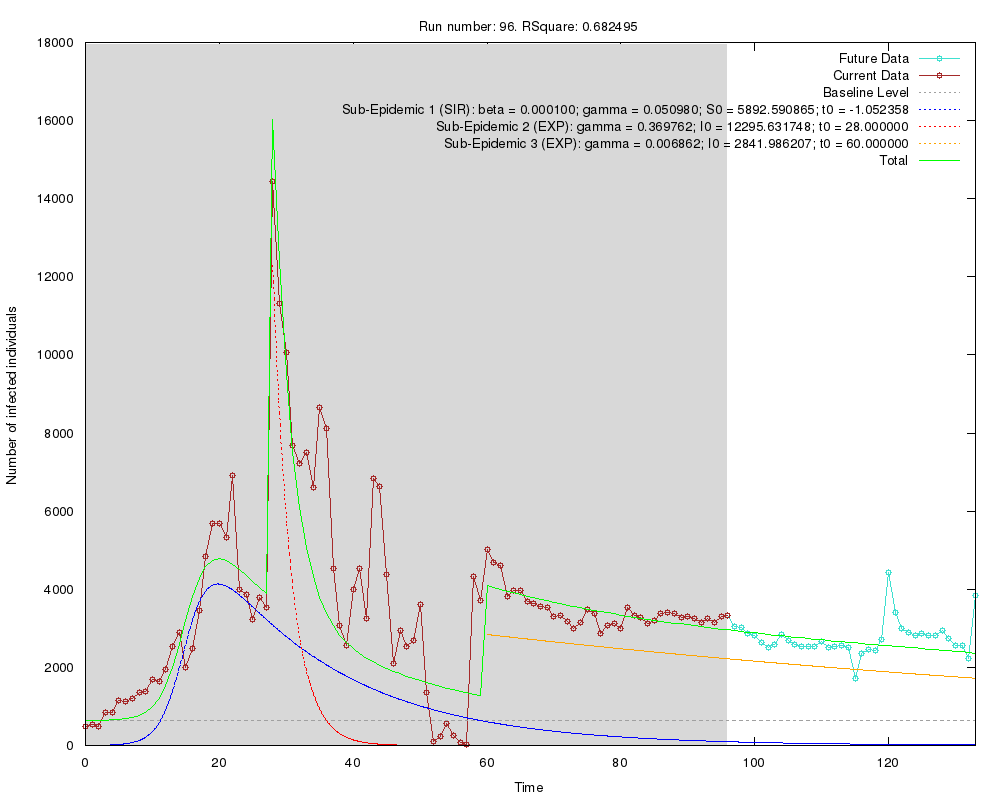 Run number: 96. RSquare: 0.682495
Future Data
Current Data
Baseline Level
Sub-Epidemic 1 (SIR): beta = 0.000100; gamma = 0.050980; S0 = 5892.590865; t0 = -1.052358
Sub-Epidemic 2 (EXP): gamma = 0.369762; I0 = 12295.631748; t0 = 28.000000
Sub-Epidemic 3 (EXP): gamma = 0.006862; I0 = 2841.986207; t0 = 60.000000
Total
18000
16000
14000
12000
10000
8000
6000
4000
2000
0
Number of infected individuals
0 20 40 60 80 100 120
Time